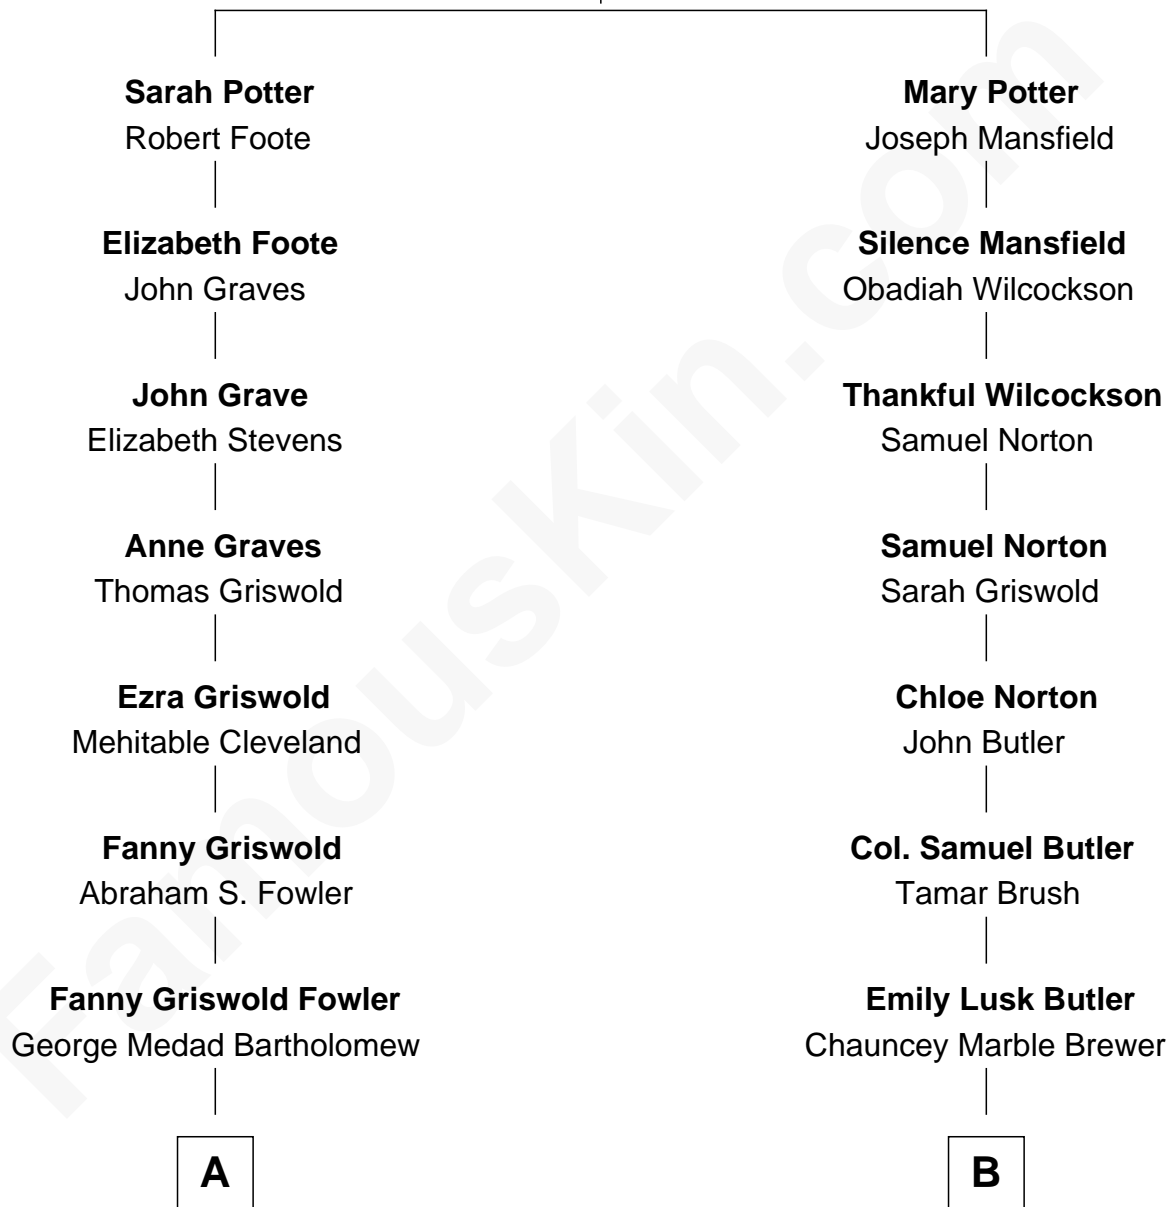 Sarah Potter
Robert Foote
Elizabeth Foote
John Graves
John Grave
Elizabeth Stevens
Anne Graves
Thomas Griswold
Ezra Griswold
Mehitable Cleveland
Fanny Griswold
Abraham S. Fowler
Fanny Griswold Fowler
George Medad Bartholomew
A
Mary Potter
Joseph Mansfield
Silence Mansfield
Obadiah Wilcockson
Thankful Wilcockson
Samuel Norton
Samuel Norton
Sarah Griswold
Chloe Norton
John Butler
Col. Samuel Butler
Tamar Brush
Emily Lusk Butler
Chauncey Marble Brewer
B
FamousKin.com